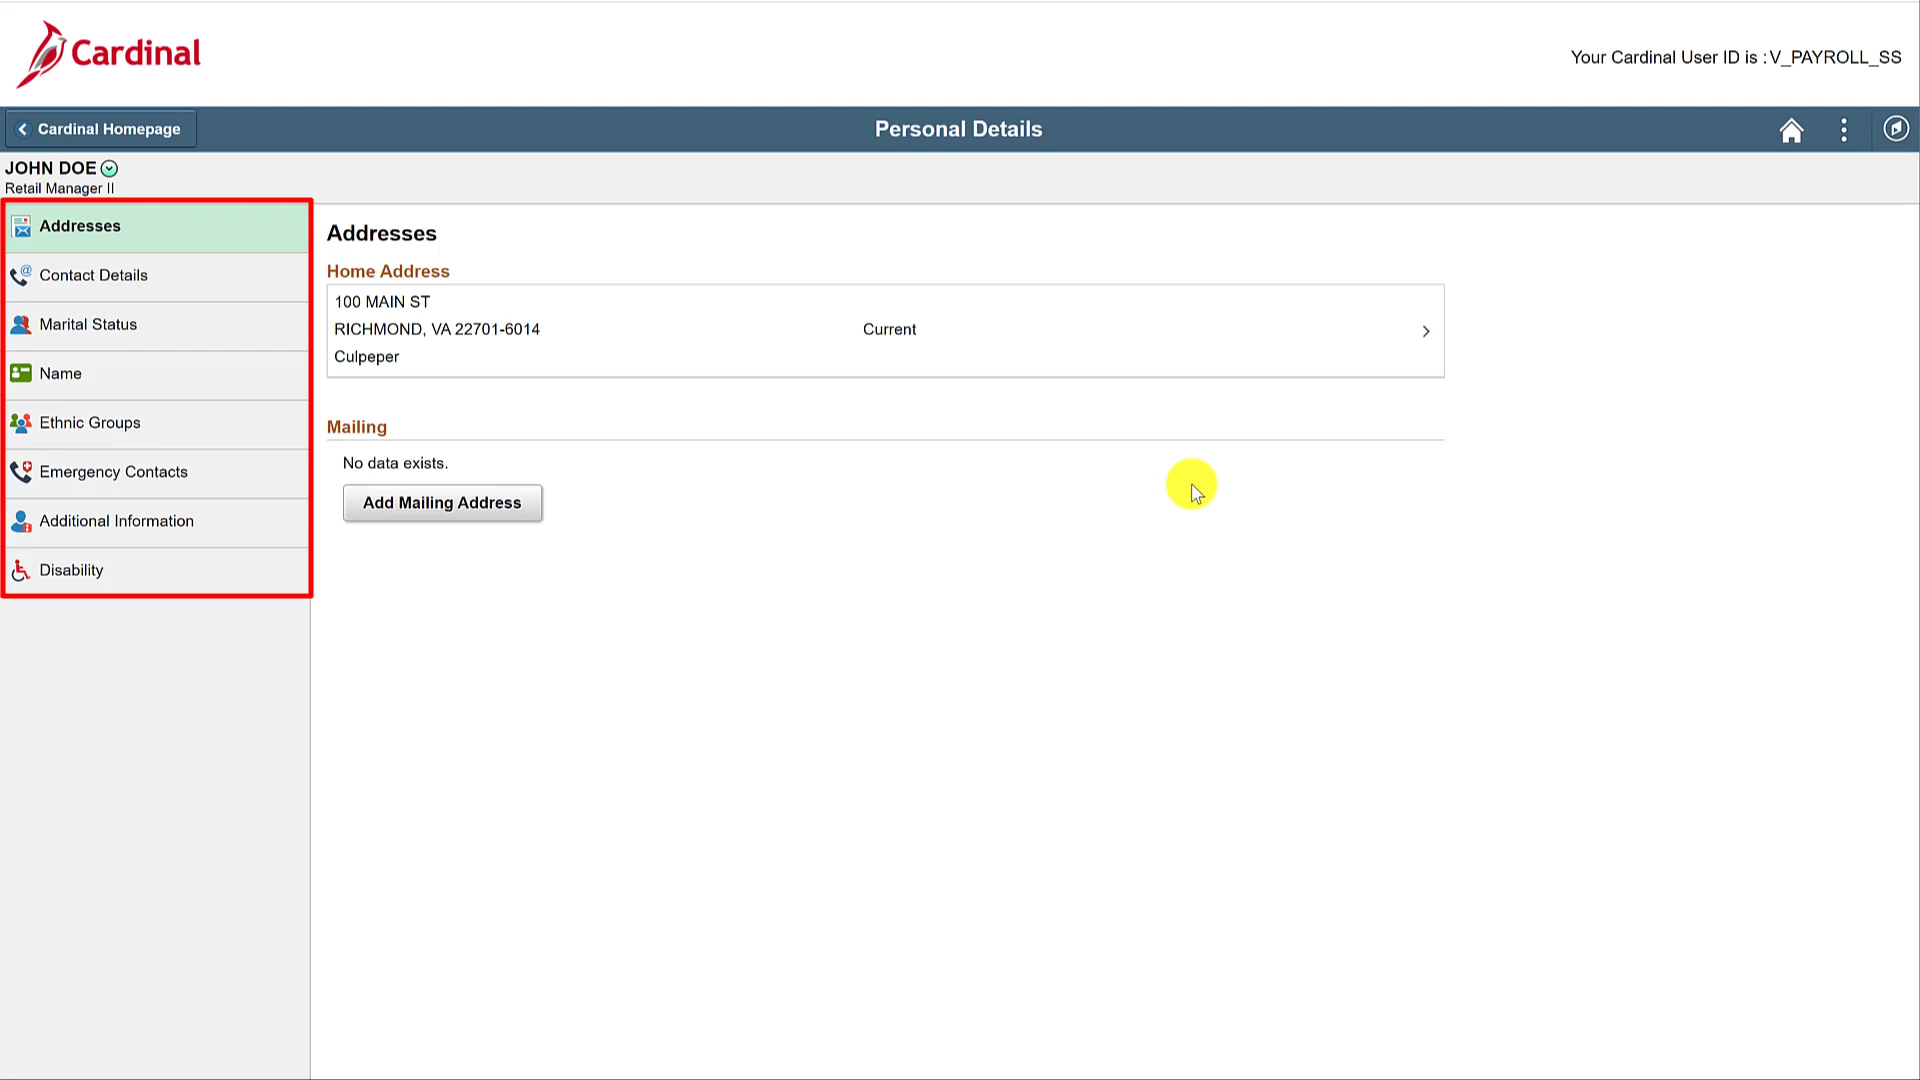 Cardinal
Your Cardinal User ID is :V_PAYROLL_SS
Cardinal Homepage
Personal Details
JOHN DOE
Retail Manager II
Addresses
Contact Details
Marital Status
Name
Ethnic Groups
Emergency Contacts
Additional Information
Disability
Addresses
Home Address
100 MAIN ST
RICHMOND, VA 22701-6014
Culpeper
Current
Mailing
No data exists.
Add Mailing Address